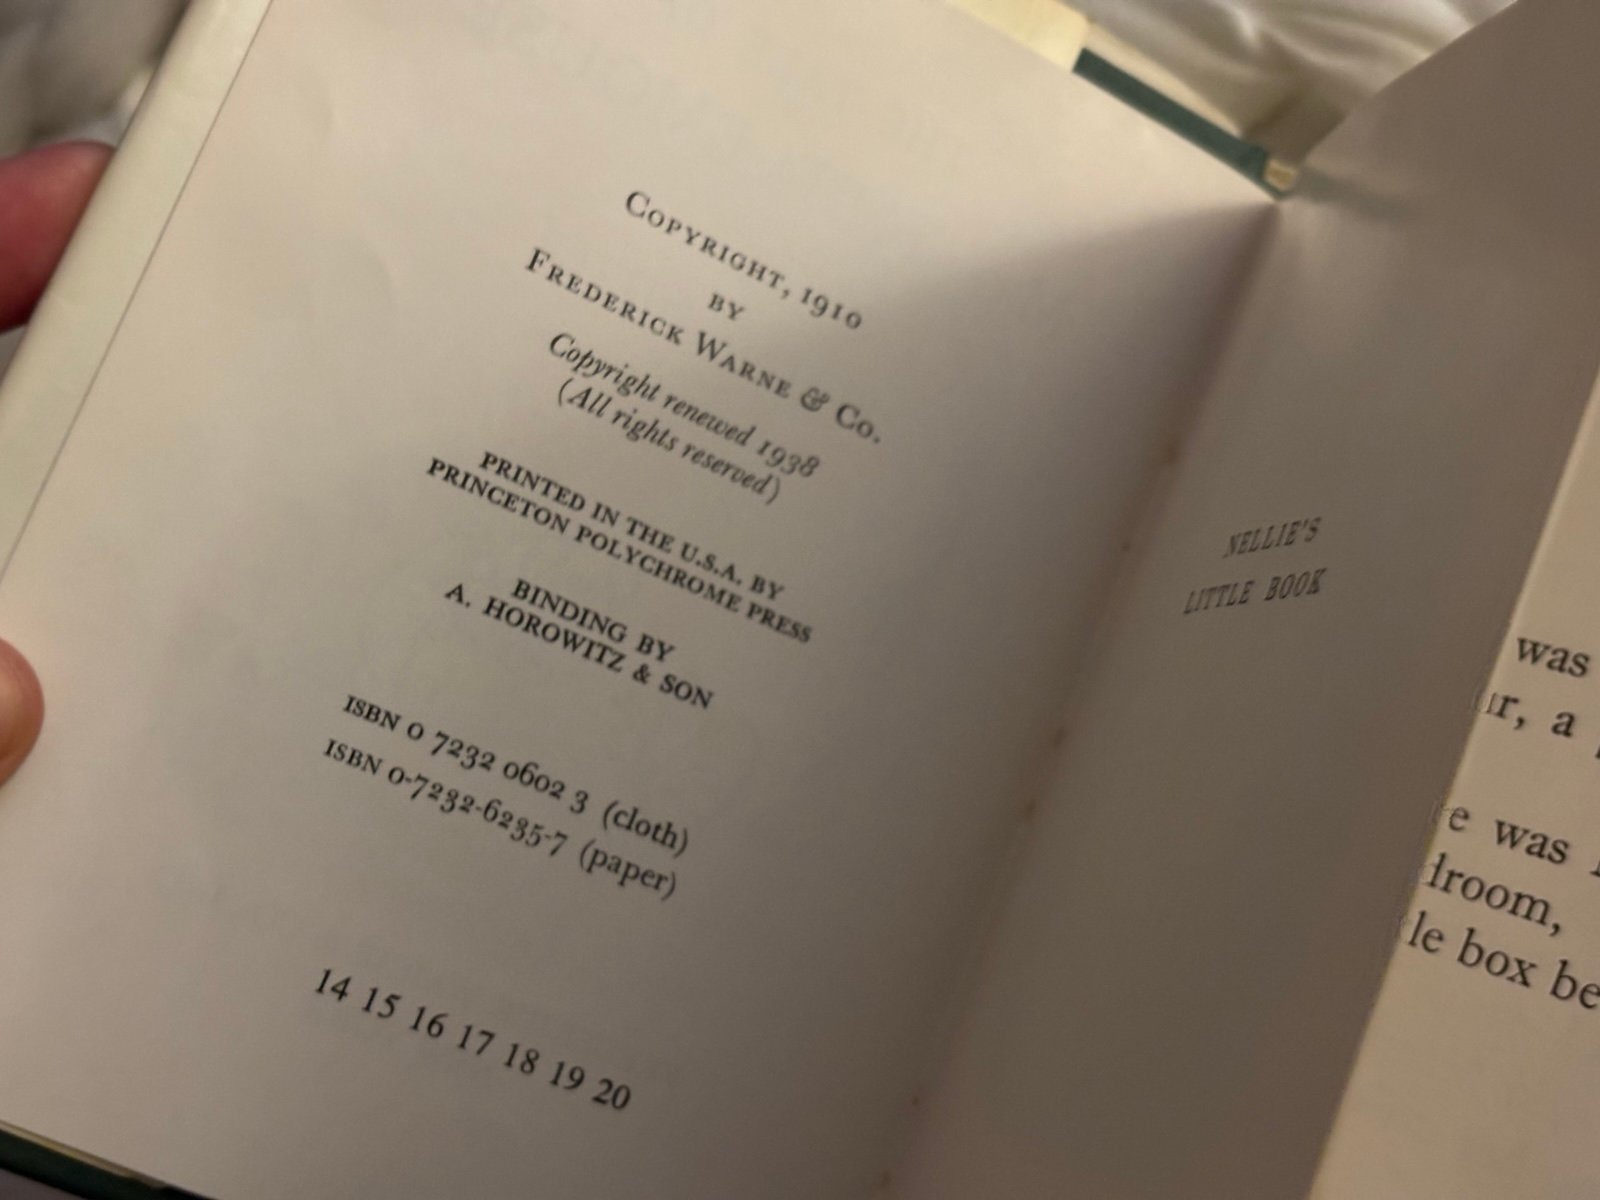 COPYRIGHT, 1910
BY
FREDERICK WARNE & CO.
Copyright renewed 1938
(All rights reserved)
PRINTED IN THE U.S.A. BY
PRINCETON POLYCHROME PRESS
BINDING BY
A. HOROWITZ & SON
ISBN 0 7232 0602 3 (cloth)
ISBN 0-7232-6235-7 (paper)
14 15 16 17 18 19 20
NELLIE'S
LITTLE BOOK
was
a
was
box